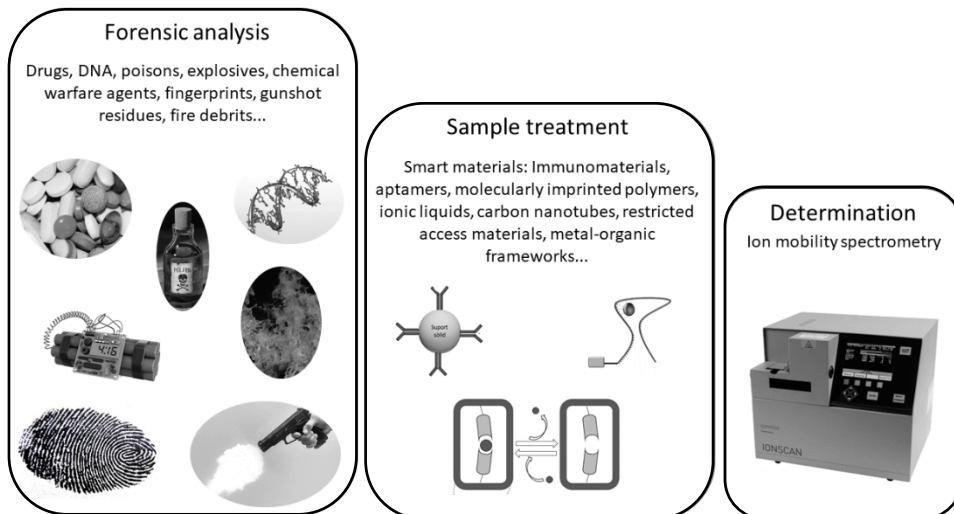 Forensic analysis
Drugs, DNA, poisons, explosives, chemical
warfare agents, fingerprints, gunshot
residues, fire debrits...
POISON
4:16
Sample treatment
Smart materials: Immunomaterials,
aptamers, molecularly imprinted polymers,
ionic liquids, carbon nanotubes, restricted
access materials, metal-organic
frameworks...
Suport
sòlid
Determination
Ion mobility spectrometry
IONSCAN